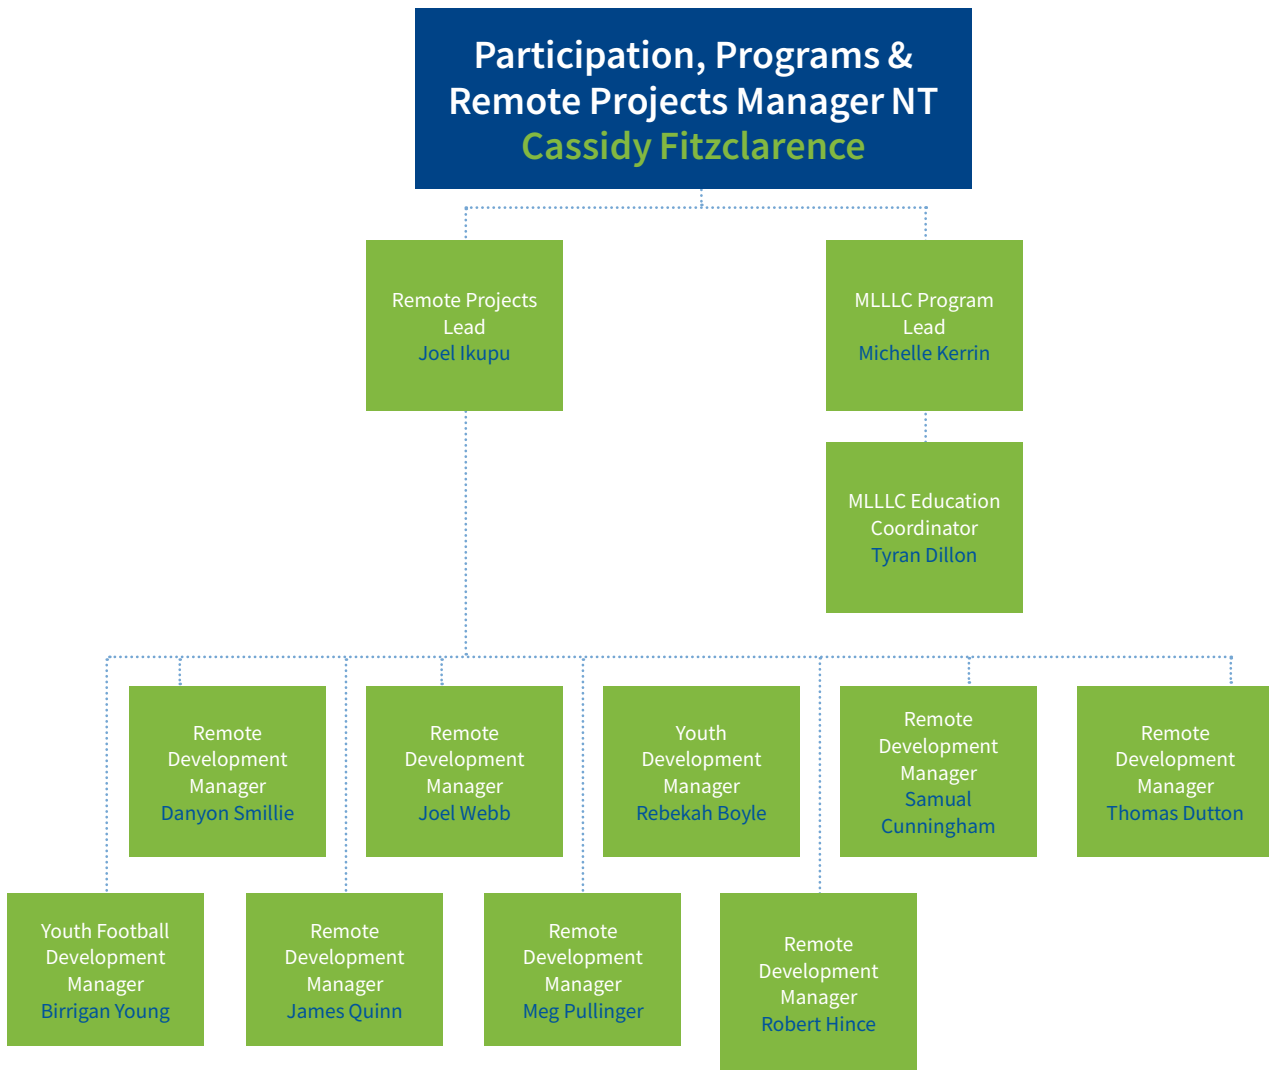 Participation, Programs &
Remote Projects Manager NT
Cassidy Fitzclarence
Remote Projects
Lead
Joel Ikupu
MLLLC Program
Lead
Michelle Kerrin
MLLLC Education
Coordinator
Tyran Dillon
Remote
Development
Manager
Danyon Smillie
Remote
Development
Manager
Joel Webb
Youth
Development
Manager
Rebekah Boyle
Remote
Development
Manager
Samual
Cunningham
Remote
Development
Manager
Thomas Dutton
Youth Football
Development
Manager
Birrigan Young
Remote
Development
Manager
James Quinn
Remote
Development
Manager
Meg Pullinger
Remote
Development
Manager
Robert Hince